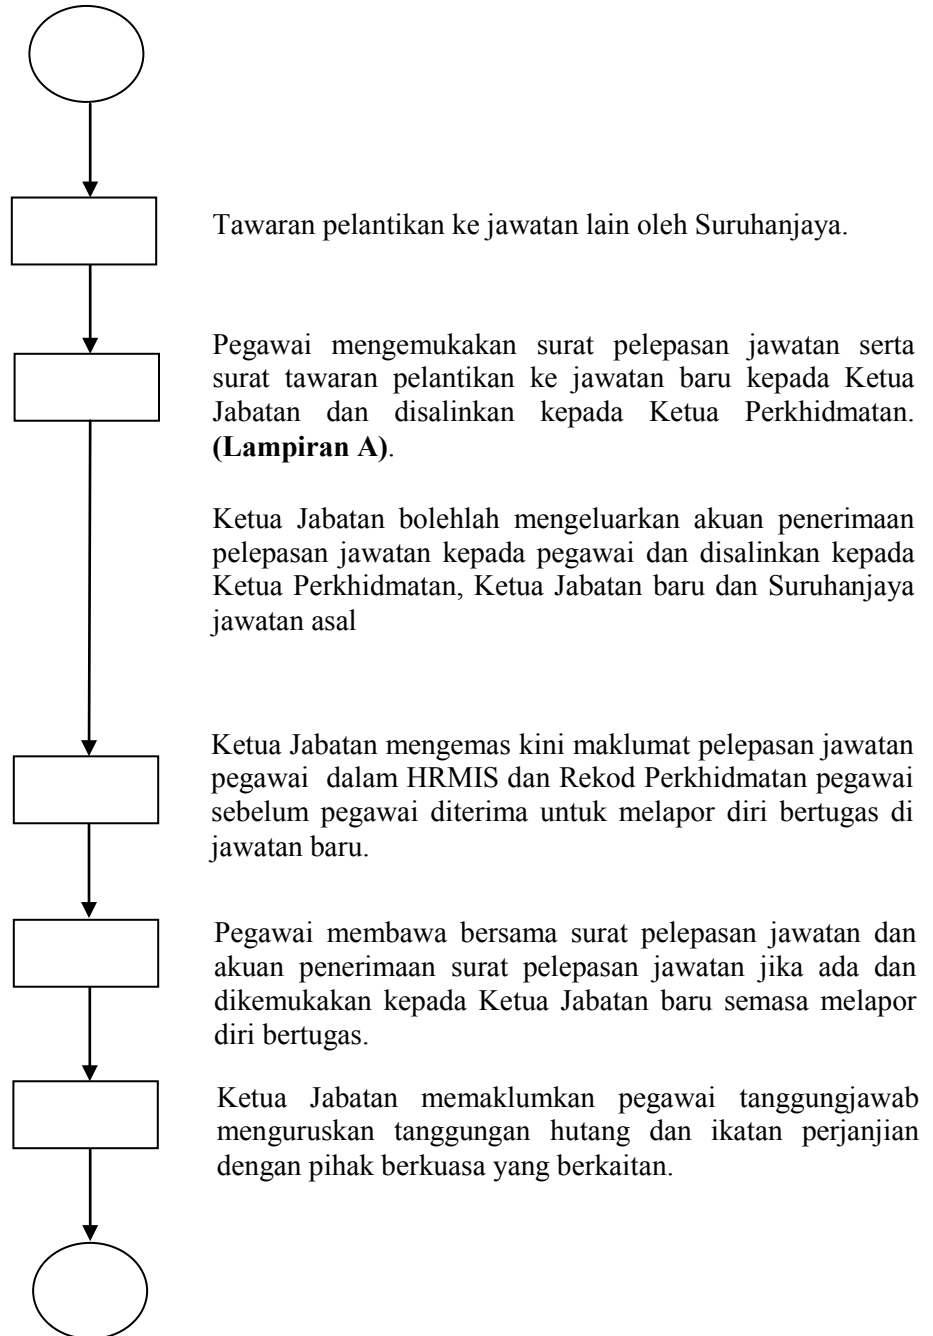 Tawaran pelantikan ke jawatan lain oleh Suruhanjaya.
Pegawai mengemukakan surat pelepasan jawatan serta
surat tawaran pelantikan ke jawatan baru kepada Ketua
Jabatan dan disalinkan kepada Ketua Perkhidmatan.
(Lampiran A).
Ketua Jabatan bolehlah mengeluarkan akuan penerimaan
pelepasan jawatan kepada pegawai dan disalinkan kepada
Ketua Perkhidmatan, Ketua Jabatan baru dan Suruhanjaya
jawatan asal
Ketua Jabatan mengemas kini maklumat pelepasan jawatan
pegawai dalam HRMIS dan Rekod Perkhidmatan pegawai
sebelum pegawai diterima untuk melapor diri bertugas di
jawatan baru.
Pegawai membawa bersama surat pelepasan jawatan dan
akuan penerimaan surat pelepasan jawatan jika ada dan
dikemukakan kepada Ketua Jabatan baru semasa melapor
diri bertugas.
Ketua Jabatan memaklumkan pegawai tanggungjawab
menguruskan tanggungan hutang dan ikatan perjanjian
dengan pihak berkuasa yang berkaitan.